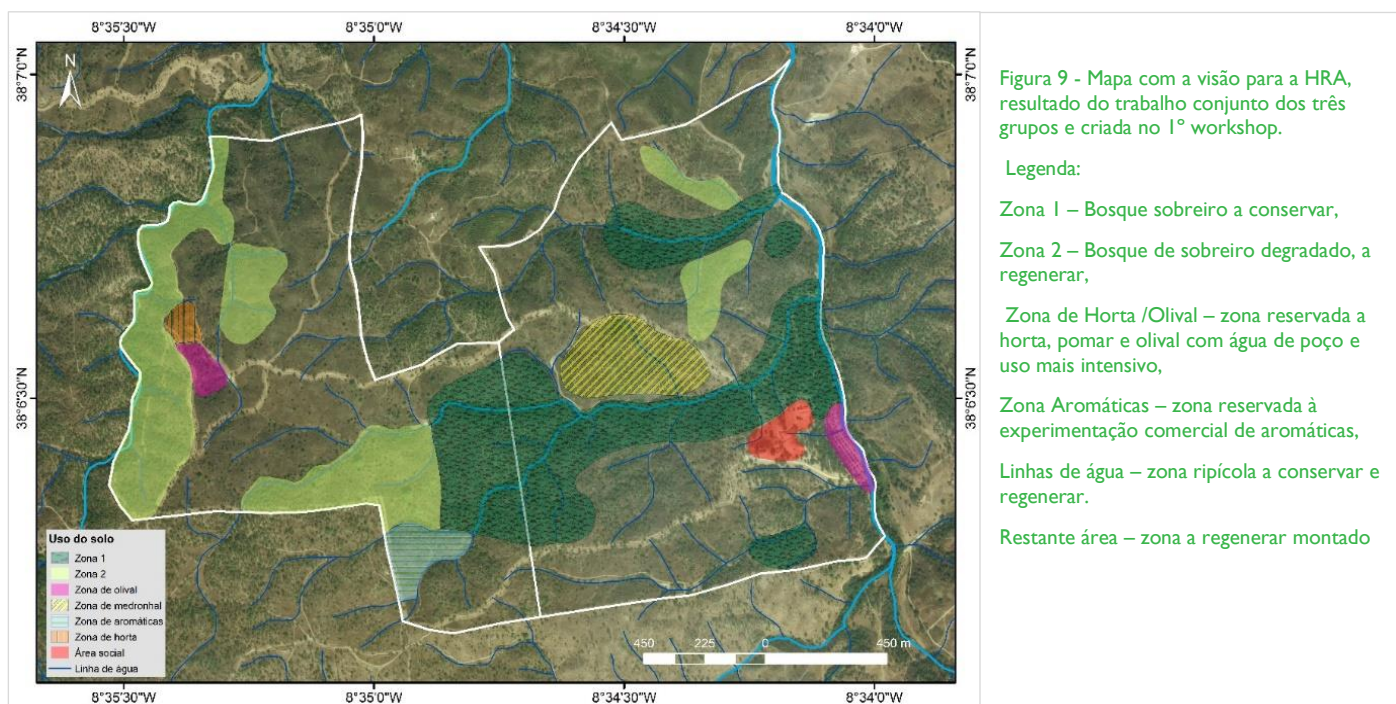 8°35'30"W 8°35'0"W 8°34'30"W 8°34'0"W
38°7'0"N 38°7'0"N
N
38°6'30"N 38°6'30"N
Uso do solo
Zona 1
Zona 2
Zona de olival
Zona de medronhal
Zona de aromáticas
Zona de horta
Área social
Linha de água
450 225 0 450 m
8°35'30"W 8°35'0"W 8°34'30"W 8°34'0"W
Figura 9 - Mapa com a visão para a HRA,
resultado do trabalho conjunto dos três
grupos e criada no 1º workshop.
Legenda:
Zona 1 – Bosque sobreiro a conservar,
Zona 2 – Bosque de sobreiro degradado, a
regenerar,
Zona de Horta /Olival – zona reservada a
horta, pomar e olival com água de poço e
uso mais intensivo,
Zona Aromáticas – zona reservada à
experimentação comercial de aromáticas,
Linhas de água – zona ripícola a conservar e
regenerar.
Restante área – zona a regenerar montado